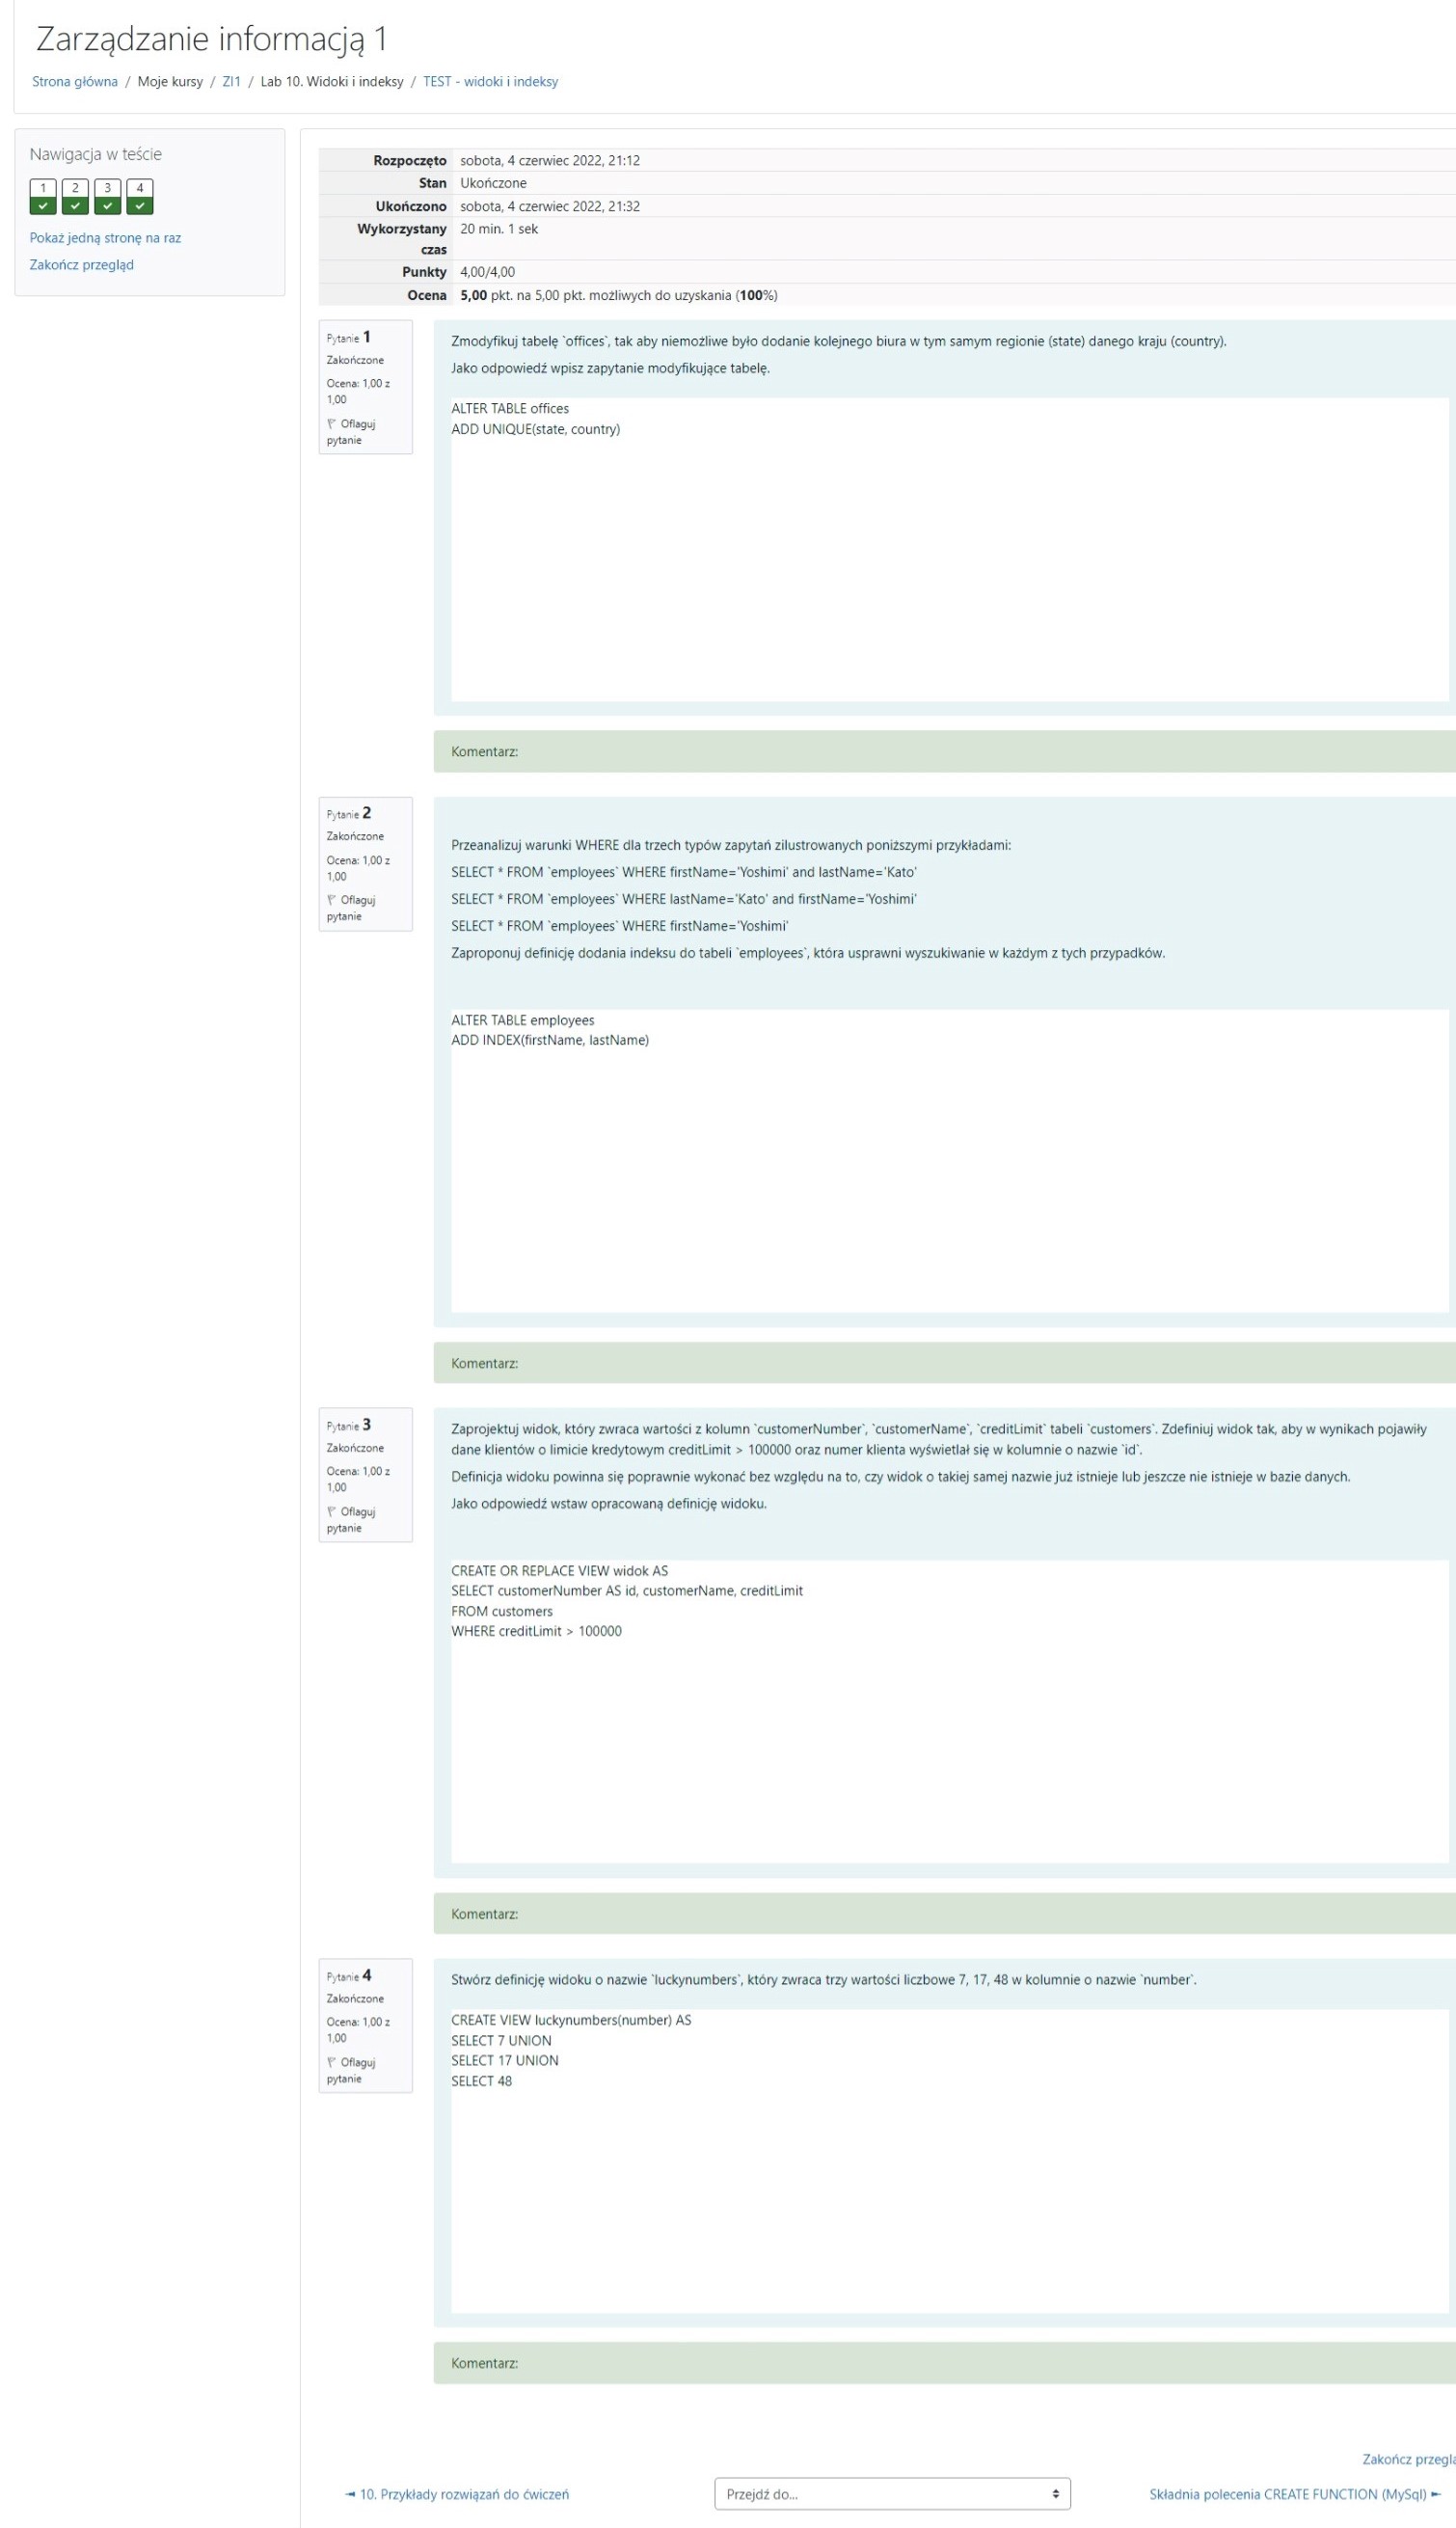 Zarządzanie informacją 1
Strona główna / Moje kursy / ZI1 / Lab 10. Widoki i indeksy / TEST - widoki i indeksy
Nawigacja w teście
1 2 3 4
Pokaż jedną stronę na raz
Zakończ przegląd
Rozpoczęto sobota, 4 czerwiec 2022, 21:12
Stan Ukończone
Ukończono sobota, 4 czerwiec 2022, 21:32
Wykorzystany 20 min. 1 sek
czas
Punkty 4,00/4,00
Ocena 5,00 pkt. na 5,00 pkt. możliwych do uzyskania (100%)
Pytanie 1
Zakończone
Ocena: 1,00 z
1,00
Oflaguj
pytanie
Zmodyfikuj tabelę `offices`, tak aby niemożliwe było dodanie kolejnego biura w tym samym regionie (state) danego kraju (country).
Jako odpowiedź wpisz zapytanie modyfikujące tabelę.
ALTER TABLE offices
ADD UNIQUE(state, country)
Komentarz:
Pytanie 2
Zakończone
Ocena: 1,00 z
1,00
Oflaguj
pytanie
Przeanalizuj warunki WHERE dla trzech typów zapytań zilustrowanych poniższymi przykładami:
SELECT * FROM `employees` WHERE firstName='Yoshimi' and lastName='Kato'
SELECT * FROM `employees` WHERE lastName='Kato' and firstName='Yoshimi'
SELECT * FROM `employees` WHERE firstName='Yoshimi'
Zaproponuj definicję dodania indeksu do tabeli `employees`, która usprawni wyszukiwanie w każdym z tych przypadków.
ALTER TABLE employees
ADD INDEX(firstName, lastName)
Komentarz:
Pytanie 3
Zakończone
Ocena: 1,00 z
1,00
Oflaguj
pytanie
Zaprojektuj widok, który zwraca wartości z kolumn `customerNumber`, `customerName`, `creditLimit` tabeli `customers`. Zdefiniuj widok tak, aby w wynikach pojawiły
dane klientów o limicie kredytowym creditLimit > 100000 oraz numer klienta wyświetlał się w kolumnie o nazwie `id`.
Definicja widoku powinna się poprawnie wykonać bez względu na to, czy widok o takiej samej nazwie już istnieje lub jeszcze nie istnieje w bazie danych.
Jako odpowiedź wstaw opracowaną definicję widoku.
CREATE OR REPLACE VIEW widok AS
SELECT customerNumber AS id, customerName, creditLimit
FROM customers
WHERE creditLimit > 100000
Komentarz:
Pytanie 4
Zakończone
Ocena: 1,00 z
1,00
Oflaguj
pytanie
Stwórz definicję widoku o nazwie `luckynumbers`, który zwraca trzy wartości liczbowe 7, 17, 48 w kolumnie o nazwie `number`.
CREATE VIEW luckynumbers(number) AS
SELECT 7 UNION
SELECT 17 UNION
SELECT 48
Komentarz:
Zakończ przeglą
◄ 10. Przykłady rozwiązań do ćwiczeń
Przejdź do...
Składnia polecenia CREATE FUNCTION (MySql) ►